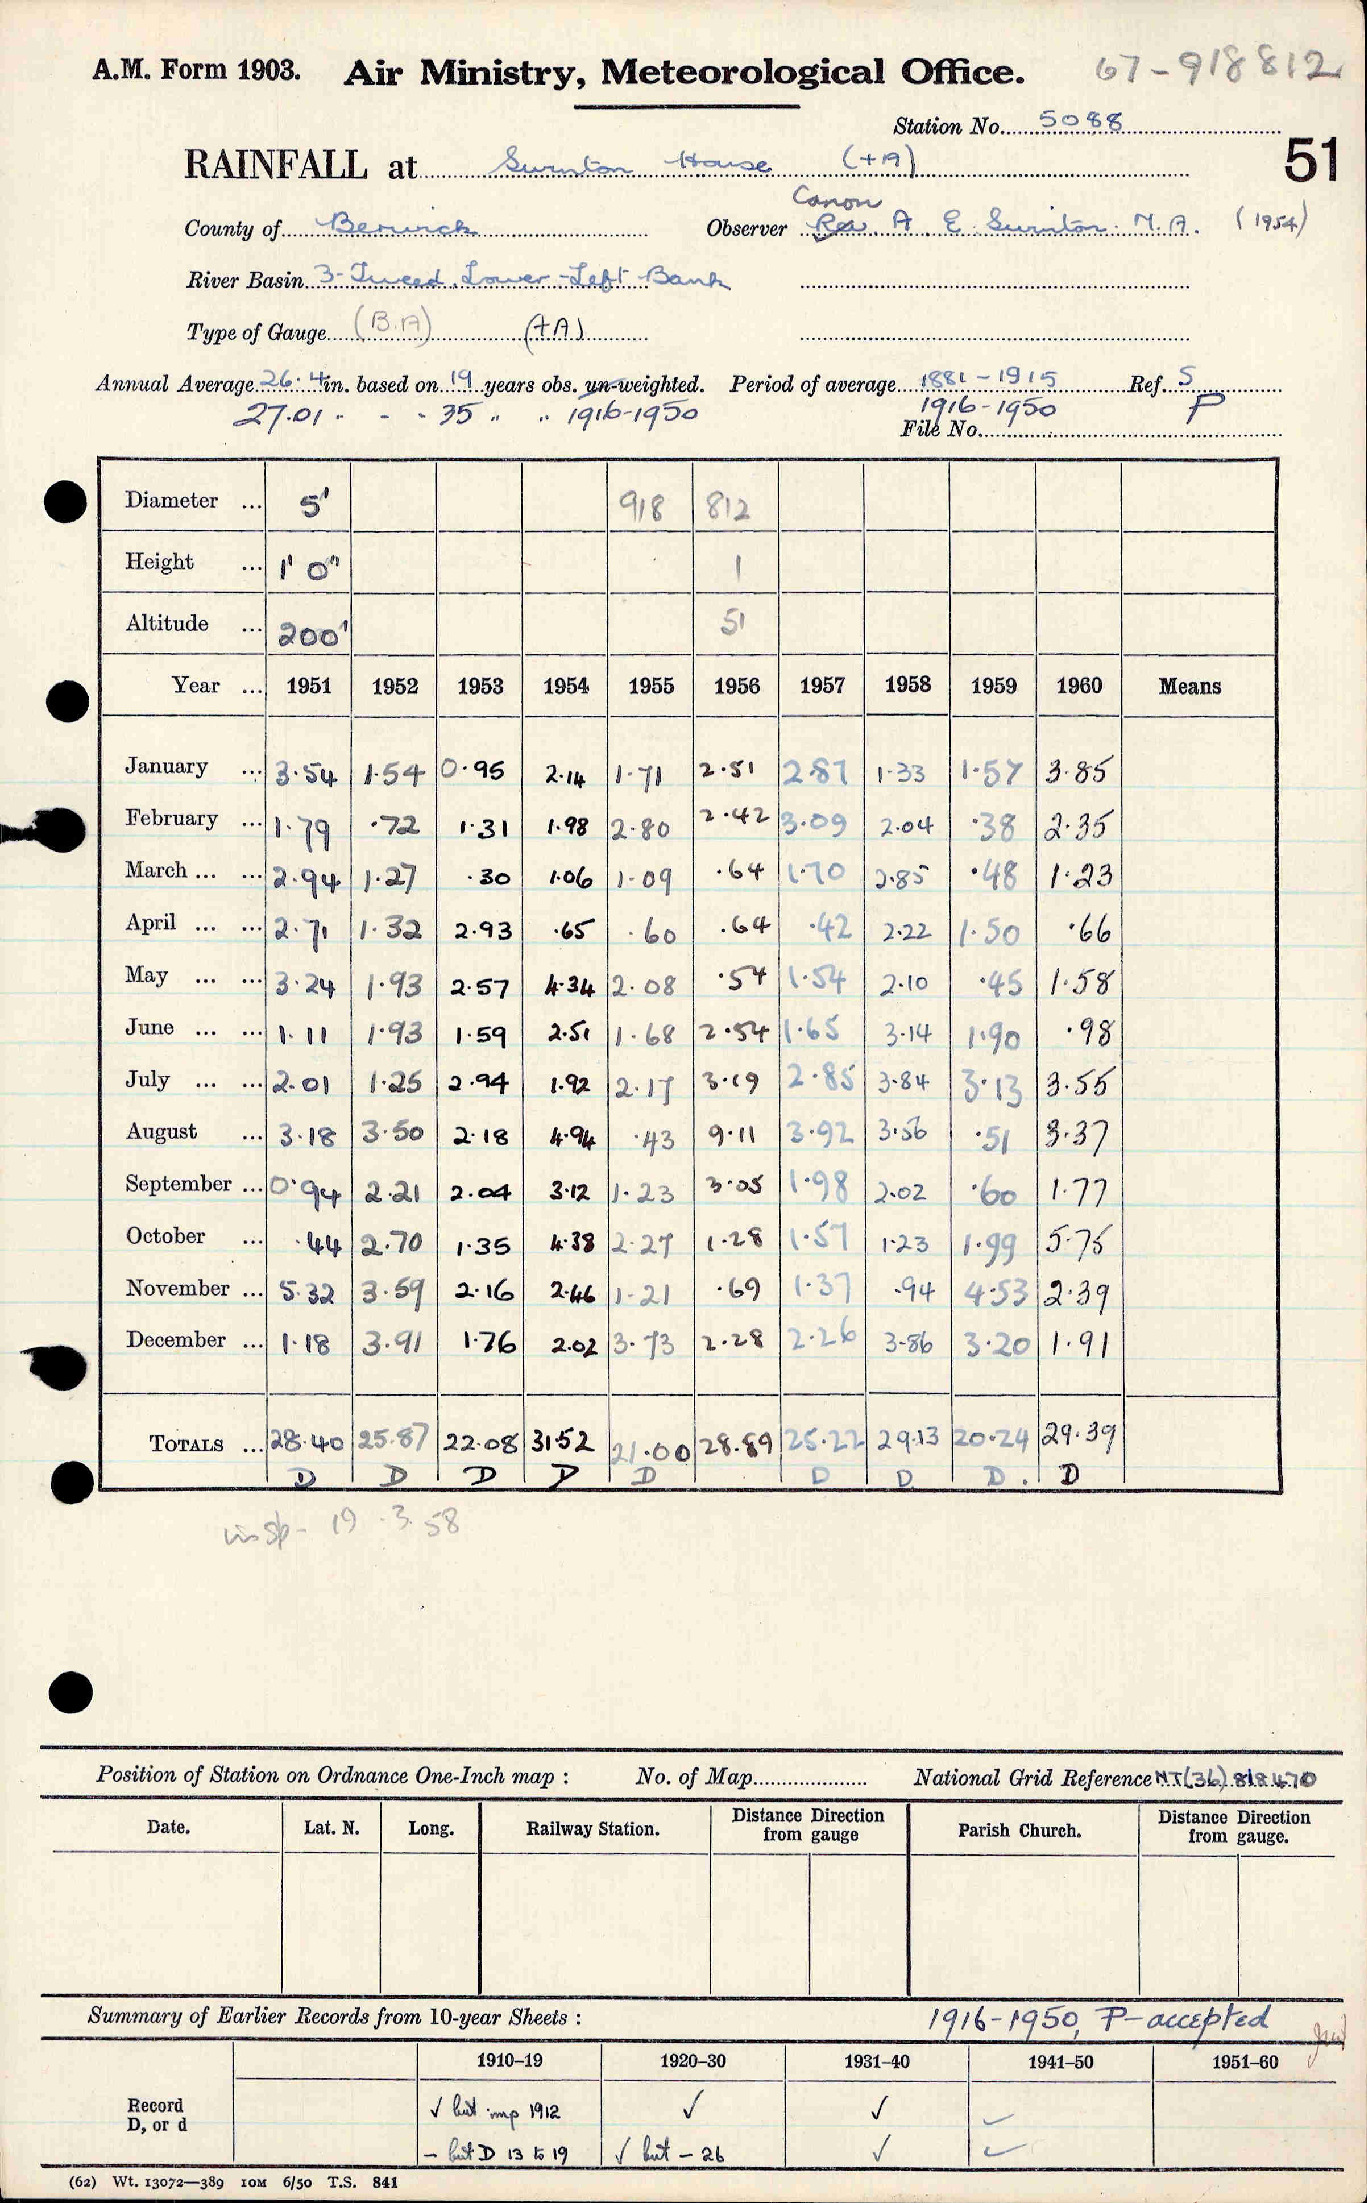 A.M. Form 1903. Air Ministry, Meteorological Office. 67-918812
Station No. 5088
RAINFALL at Swinton House (+A) 51
Canon
County of Berwick Observer Rev. A. E. Swinton. M.A. (1954)
River Basin 3-Tweed, Lower-Left Bank
Type of Gauge (B.A) (+A)
Annual Average 26.4 in. based on 19 years obs. un-weighted. Period of average 1881-1915 Ref. S
27.01 " - - 35 " " 1916-1950 1916-1950 P
File No.
Diameter ... 5" 918 812
Height ... 1' 0" 1
Altitude ... 200' 51
Year ... 1951 1952 1953 1954 1955 1956 1957 1958 1959 1960 Means
January ... 3.54 1.54 0.95 2.14 1.71 2.51 2.87 1.33 1.57 3.85
February ... 1.79 .72 1.31 1.98 2.80 2.42 3.09 2.04 .38 2.35
March ... ... 2.94 1.27 .30 1.06 1.09 .64 1.70 2.85 .48 1.23
April ... ... 2.71 1.32 2.93 .65 .60 .64 .42 2.22 1.50 .66
May ... ... 3.24 1.93 2.57 4.34 2.08 .54 1.54 2.10 .45 1.58
June ... ... 1.11 1.93 1.59 2.51 1.68 2.54 1.65 3.14 1.90 .98
July ... ... 2.01 1.25 2.94 1.92 2.17 3.19 2.85 3.84 3.13 3.55
August ... 3.18 3.50 2.18 4.94 .43 9.11 3.92 3.56 .51 3.37
September ... 0.94 2.21 2.04 3.12 1.23 3.05 1.98 2.02 .60 1.77
October ... .44 2.70 1.35 4.38 2.27 1.28 1.57 1.23 1.99 5.75
November ... 5.32 3.59 2.16 2.46 1.21 .69 1.37 .94 4.53 2.39
December ... 1.18 3.91 1.76 2.02 3.73 2.28 2.26 3.86 3.20 1.91
TOTALS ... 28.40 25.87 22.08 31.52 21.00 28.89 25.22 29.13 20.24 29.39
D D D D D D D D. D
insp- 19.3.58
Position of Station on Ordnance One-Inch map : No. of Map National Grid Reference NT(36) 818470
Date. Lat. N. Long. Railway Station. Distance Direction from gauge Parish Church. Distance Direction from gauge.
Summary of Earlier Records from 10-year Sheets : 1916-1950, P-accepted
1910–19 1920–30 1931–40 1941–50 1951–60
Record ✓ but imp 1912 ✓ ✓ ✓
D, or d - but D 13 to 19 ✓ but - 26 ✓ ✓
(62) Wt. 13072—389 10M 6/50 T.S. 841